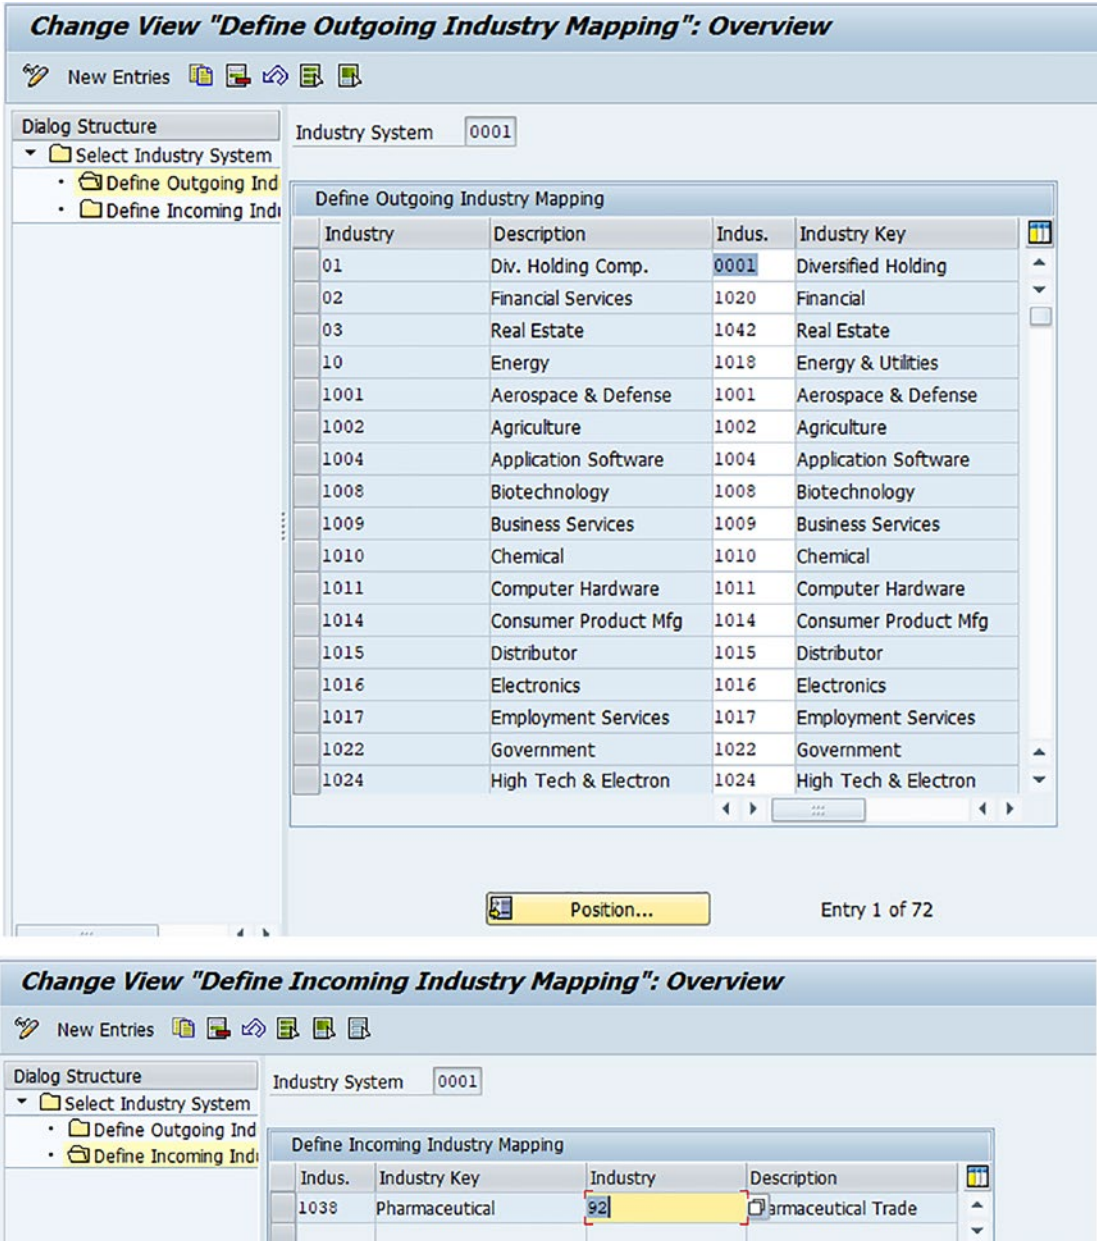 Change View "Define Outgoing Industry Mapping": Overview
New Entries
Dialog Structure
Select Industry System
Define Outgoing Ind
Define Incoming Indu
Industry System 0001
Define Outgoing Industry Mapping
Industry Description Indus. Industry Key
01 Div. Holding Comp. 0001 Diversified Holding
02 Financial Services 1020 Financial
03 Real Estate 1042 Real Estate
10 Energy 1018 Energy & Utilities
1001 Aerospace & Defense 1001 Aerospace & Defense
1002 Agriculture 1002 Agriculture
1004 Application Software 1004 Application Software
1008 Biotechnology 1008 Biotechnology
1009 Business Services 1009 Business Services
1010 Chemical 1010 Chemical
1011 Computer Hardware 1011 Computer Hardware
1014 Consumer Product Mfg 1014 Consumer Product Mfg
1015 Distributor 1015 Distributor
1016 Electronics 1016 Electronics
1017 Employment Services 1017 Employment Services
1022 Government 1022 Government
1024 High Tech & Electron 1024 High Tech & Electron
Position... Entry 1 of 72
Change View "Define Incoming Industry Mapping": Overview
New Entries
Dialog Structure
Select Industry System
Define Outgoing Ind
Define Incoming Indu
Industry System 0001
Define Incoming Industry Mapping
Indus. Industry Key Industry Description
1038 Pharmaceutical 92 armaceutical Trade